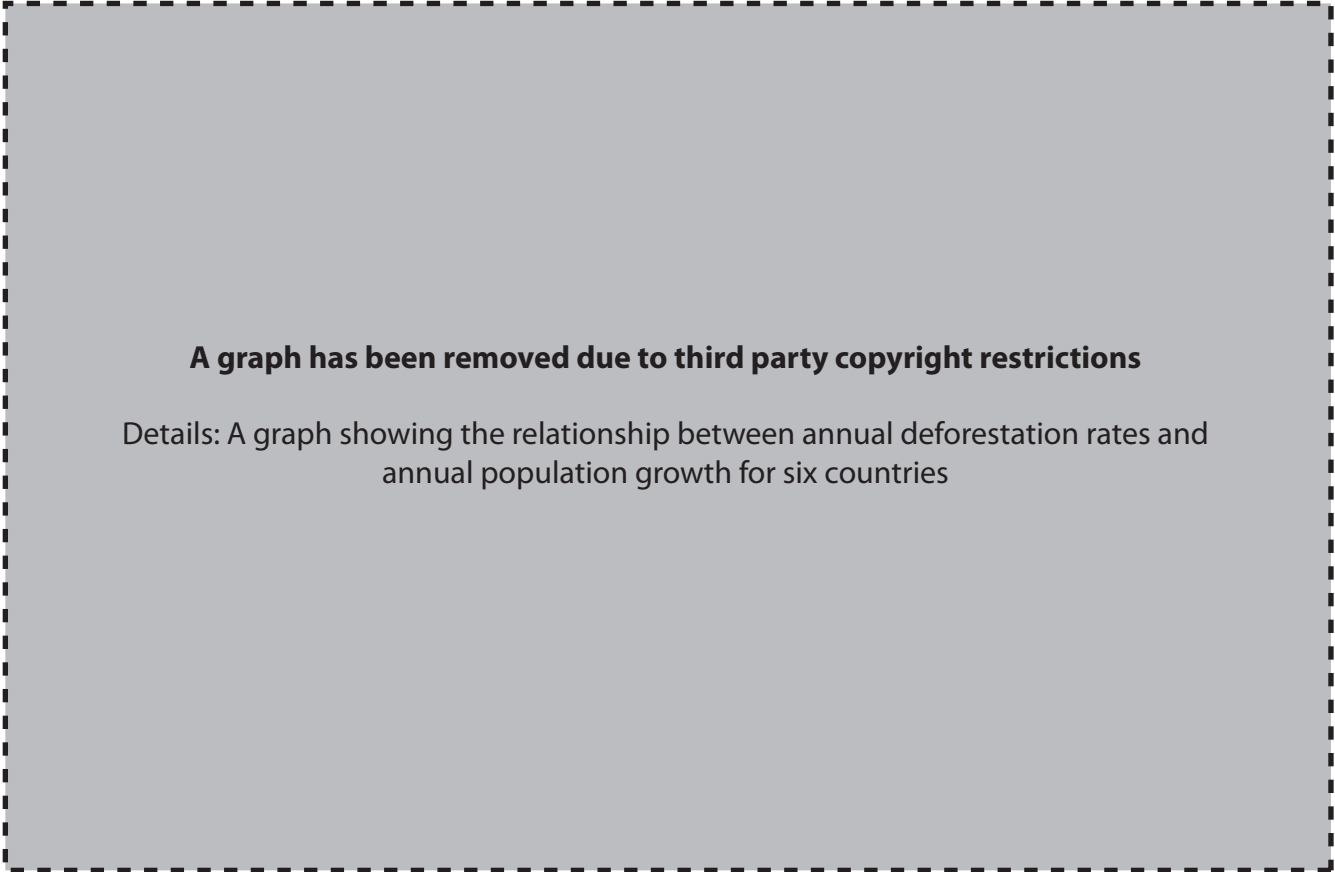 A graph has been removed due to third party copyright restrictions
Details: A graph showing the relationship between annual deforestation rates and
annual population growth for six countries